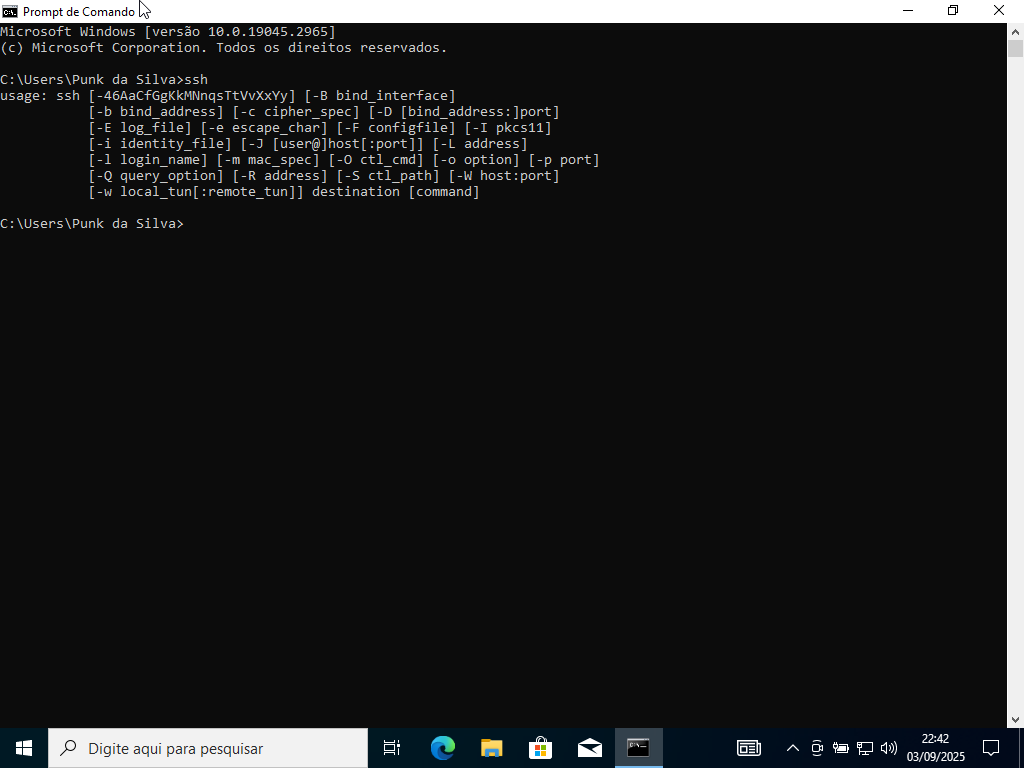 Prompt de Comando
Microsoft Windows [versão 10.0.19045.2965]
(c) Microsoft Corporation. Todos os direitos reservados.
C:\Users\Punk da Silva>ssh
usage: ssh [-46AaCfGgKkMNnqsTtVvXxYy] [-B bind_interface]
[-b bind_address] [-c cipher_spec] [-D [bind_address:]port]
[-E log_file] [-e escape_char] [-F configfile] [-I pkcs11]
[-i identity_file] [-J [user@]host[:port]] [-L address]
[-l login_name] [-m mac_spec] [-O ctl_cmd] [-o option] [-p port]
[-Q query_option] [-R address] [-S ctl_path] [-W host:port]
[-w local_tun[:remote_tun]] destination [command]
C:\Users\Punk da Silva>
Digite aqui para pesquisar
22:42
03/09/2025